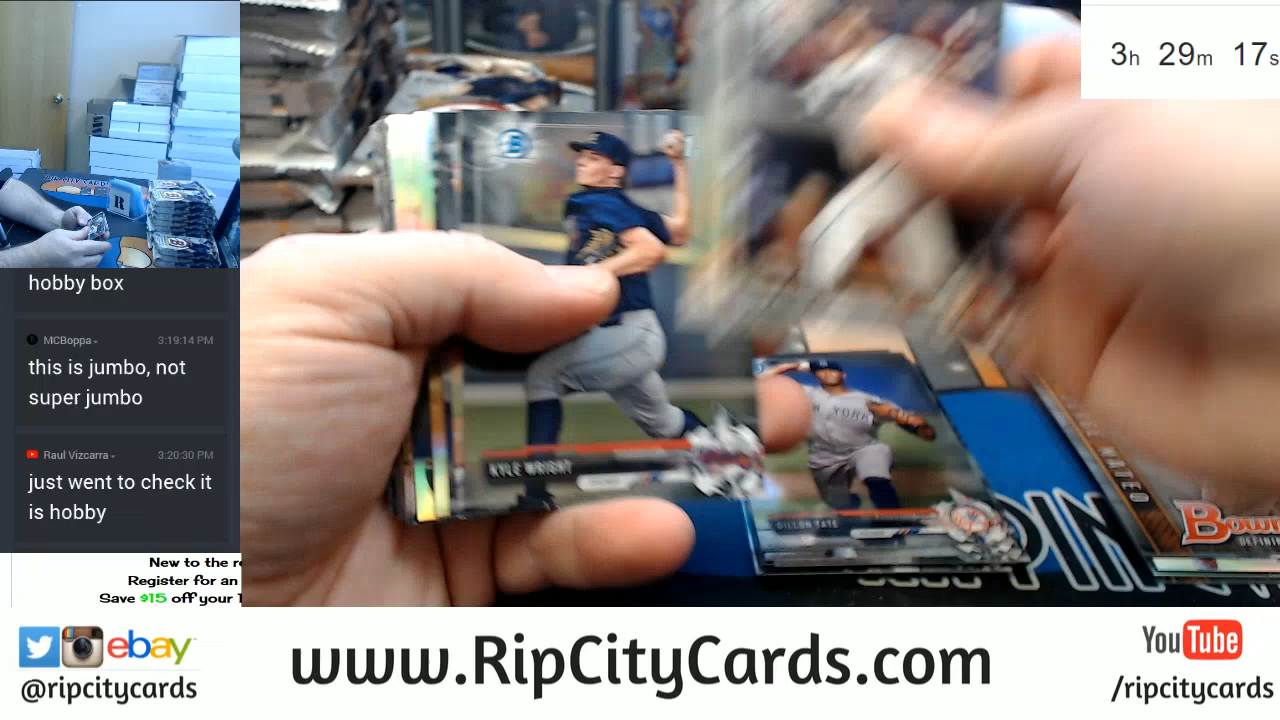 3h 29m 17s
hobby box
MCBoppa 3:19:14 PM
this is jumbo, not
super jumbo
Raul Vizcarra 3:20:30 PM
just went to check it
is hobby
New to the
Register for an
Save $15 off your
R
B
KYLE WRIGHT
NEW YORK
DILLON TATE
MATEO
BOWM
ebay
@ripcitycards
www.RipCityCards.com
YouTube
/ripcitycards